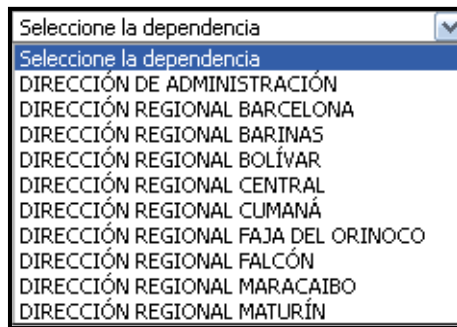 Seleccione la dependencia
Seleccione la dependencia
DIRECCIÓN DE ADMINISTRACIÓN
DIRECCIÓN REGIONAL BARCELONA
DIRECCIÓN REGIONAL BARINAS
DIRECCIÓN REGIONAL BOLÍVAR
DIRECCIÓN REGIONAL CENTRAL
DIRECCIÓN REGIONAL CUMANÁ
DIRECCIÓN REGIONAL FAJA DEL ORINOCO
DIRECCIÓN REGIONAL FALCÓN
DIRECCIÓN REGIONAL MARACAIBO
DIRECCIÓN REGIONAL MATURÍN